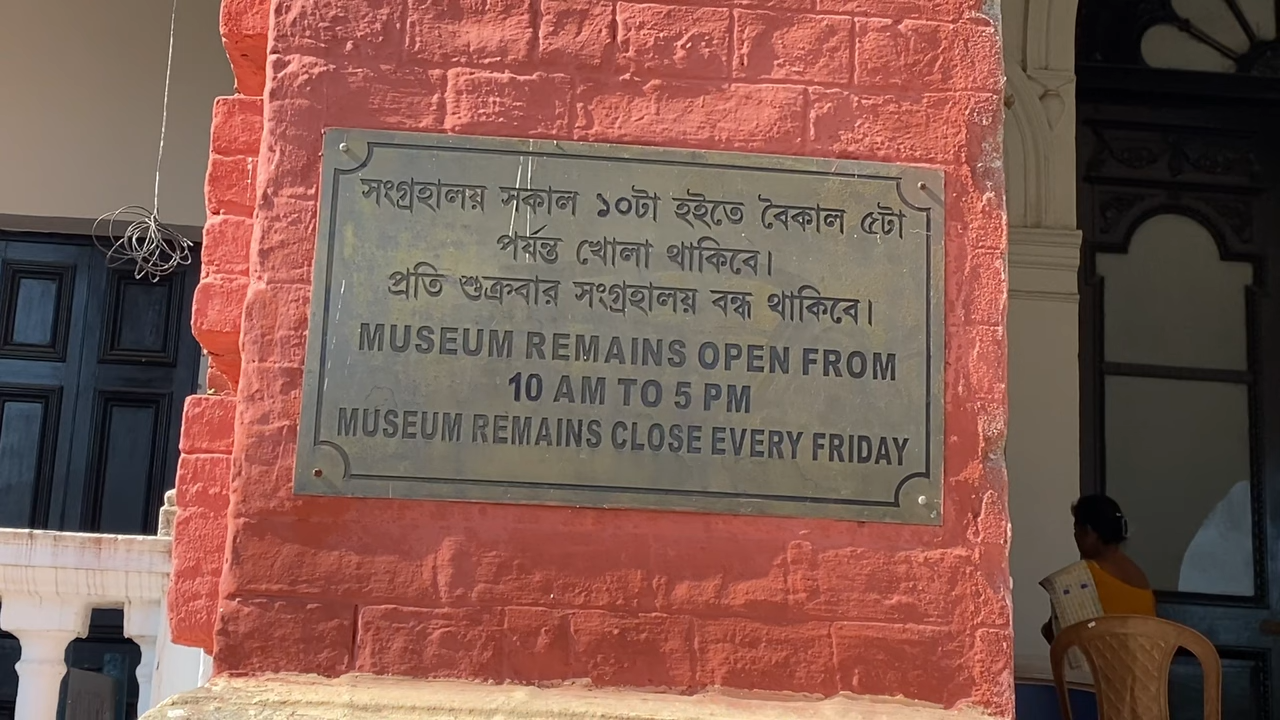 সংগ্রহালয় সকাল ১০টা হইতে বৈকাল ৫টা
পর্যন্ত খোলা থাকিবে।
প্রতি শুক্রবার সংগ্রহালয় বন্ধ থাকিবে।
MUSEUM REMAINS OPEN FROM
10 AM TO 5 PM
MUSEUM REMAINS CLOSE EVERY FRIDAY